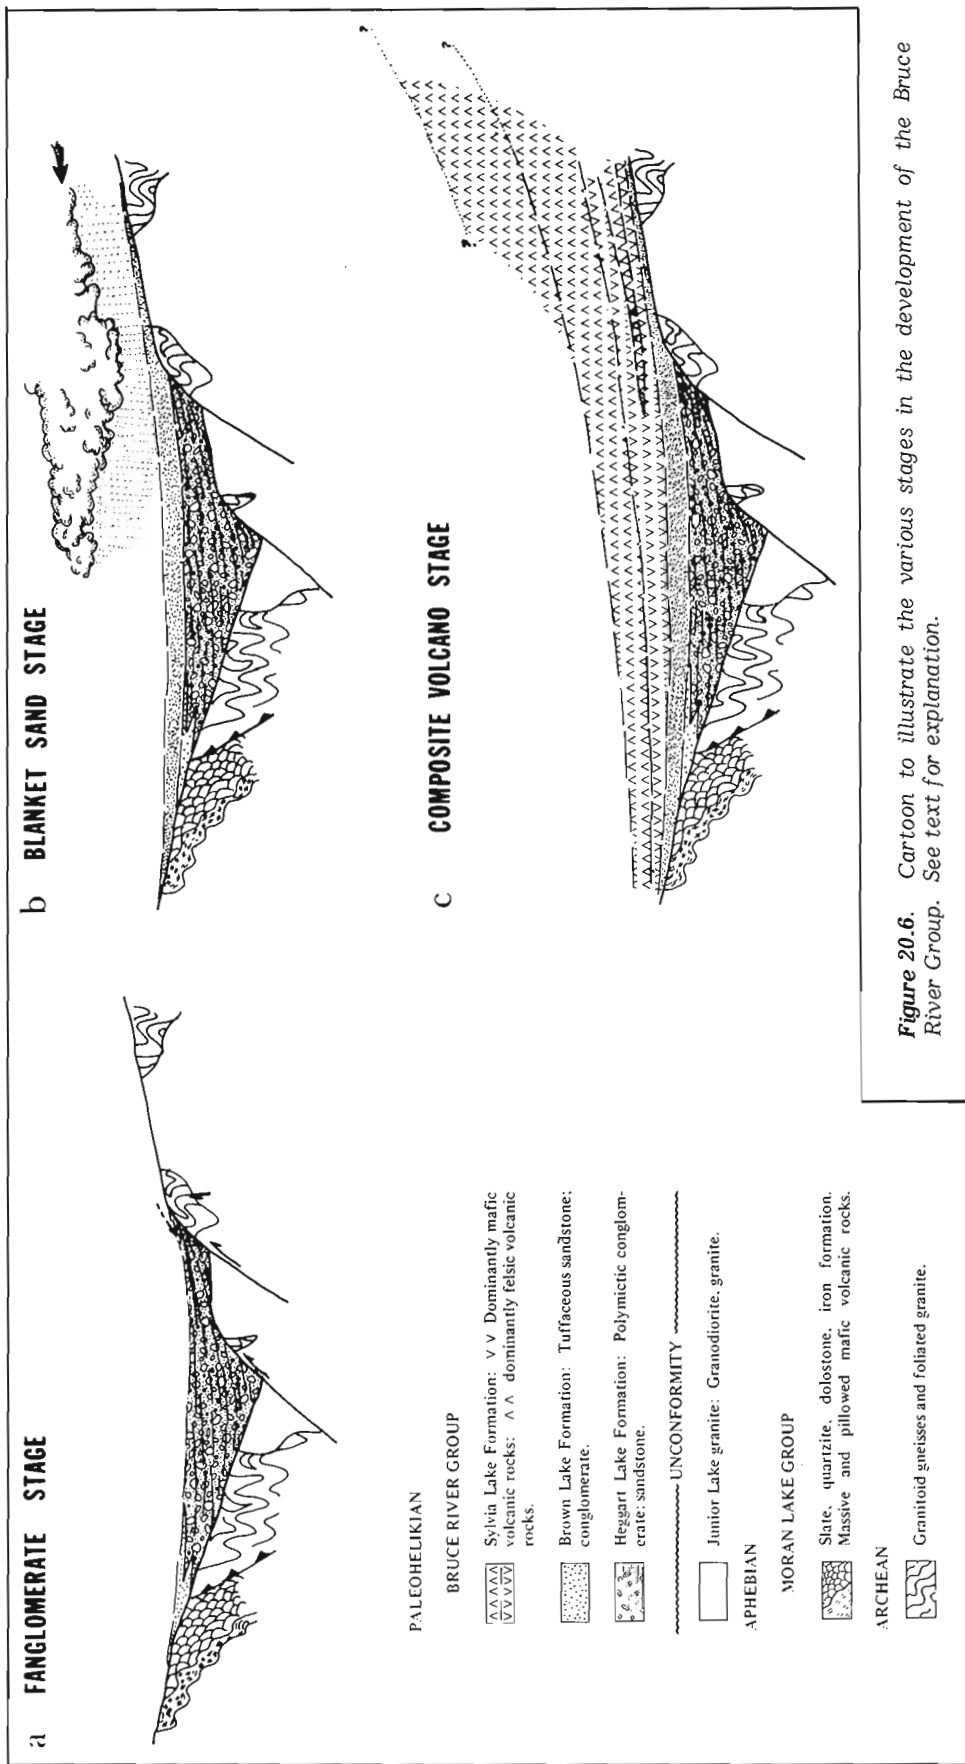 a FANGLOMERATE STAGE
b BLANKET SAND STAGE
c COMPOSITE VOLCANO STAGE
?
?
?
PALEOHELIKIAN
BRUCE RIVER GROUP
Sylvia Lake Formation: v v Dominantly mafic
volcanic rocks: ^ ^ dominantly felsic volcanic
rocks.
Brown Lake Formation: Tuffaceous sandstone;
conglomerate.
Heggart Lake Formation: Polymictic conglom-
erate; sandstone.
UNCONFORMITY
Junior Lake granite: Granodiorite, granite.
APHEBIAN
MORAN LAKE GROUP
Slate, quartzite, dolostone, iron formation.
Massive and pillowed mafic volcanic rocks.
ARCHEAN
Granitoid gneisses and foliated granite.
Figure 20.6. Cartoon to illustrate the various stages in the development of the Bruce
River Group. See text for explanation.